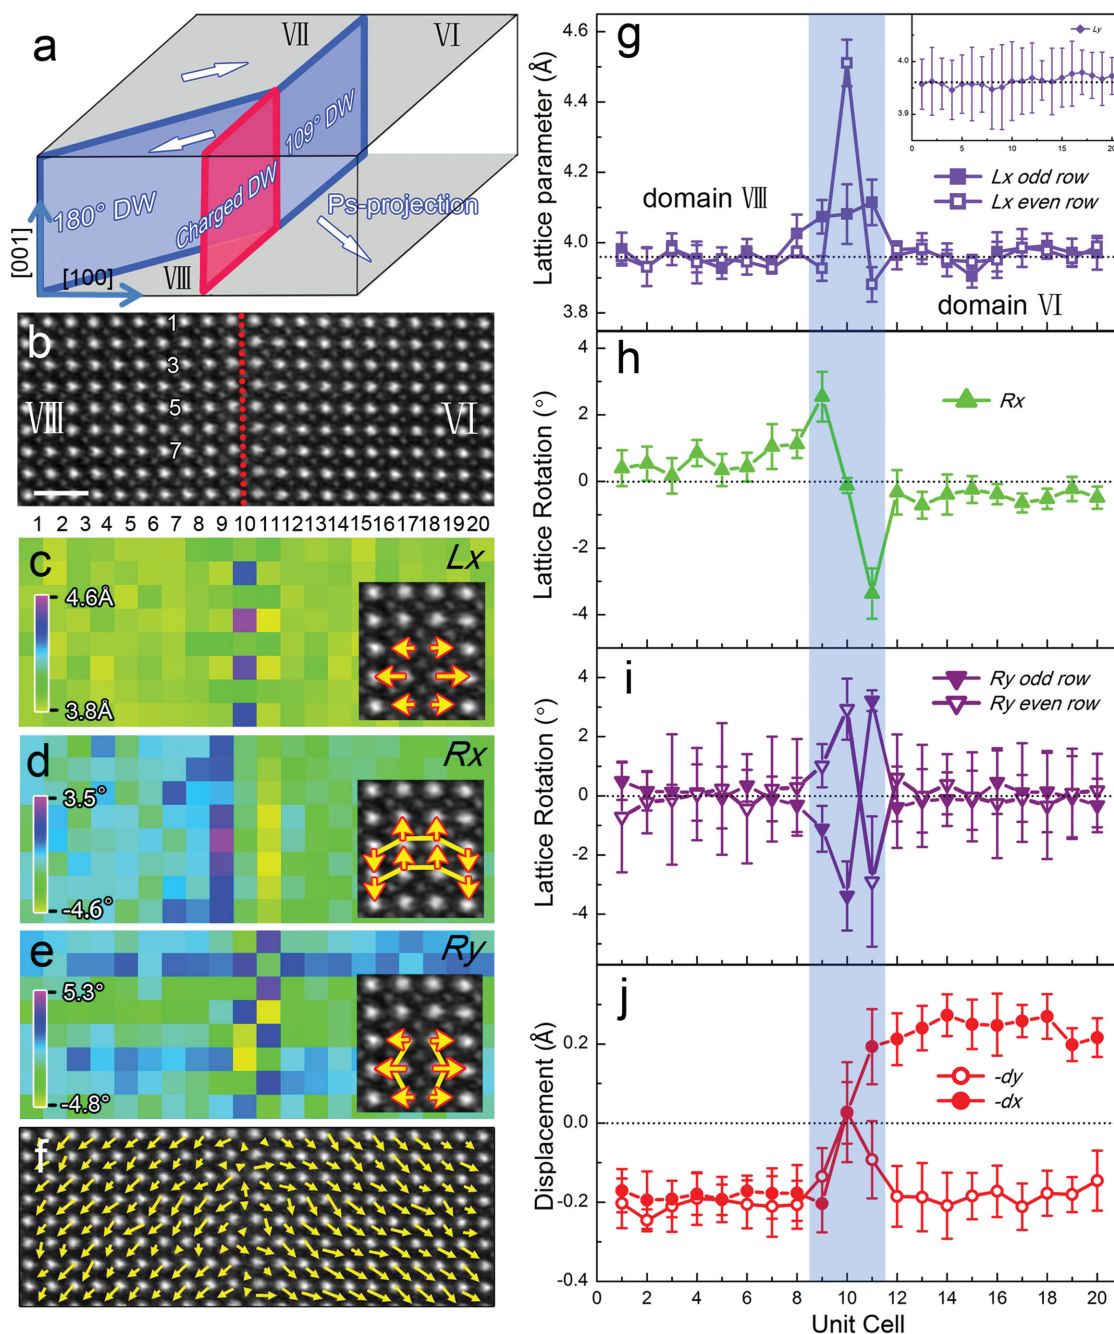 a
Ⅶ
Ⅵ
180° DW
Charged DW
109° DW
Ps-projection
[001]
[100]
Ⅷ
b
1
3
5
7
Ⅷ
Ⅵ
1 2 3 4 5 6 7 8 9 10 11 12 13 14 15 16 17 18 19 20
c
Lx
4.6Å
3.8Å
d
Rx
3.5°
-4.6°
e
Ry
5.3°
-4.8°
f
g
Lattice parameter (Å)
4.6
4.4
4.2
4.0
3.8
Ly
4.0
3.9
0 5 10 15 20
domain Ⅷ
Lx odd row
Lx even row
domain Ⅵ
h
Lattice Rotation (°)
2
0
-2
-4
Rx
i
Lattice Rotation (°)
4
2
0
-2
-4
Ry odd row
Ry even row
j
Displacement (Å)
0.2
0.0
-0.2
-0.4
-dy
-dx
0 2 4 6 8 10 12 14 16 18 20
Unit Cell